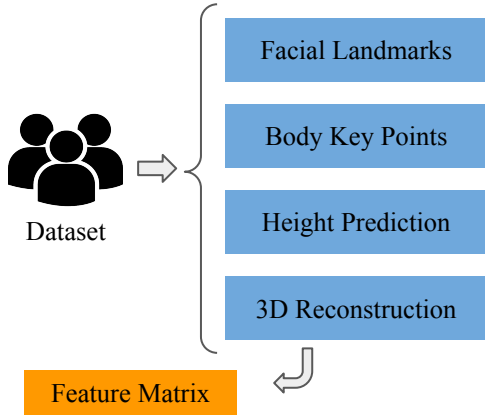 Facial Landmarks
Body Key Points
Dataset
Height Prediction
3D Reconstruction
Feature Matrix